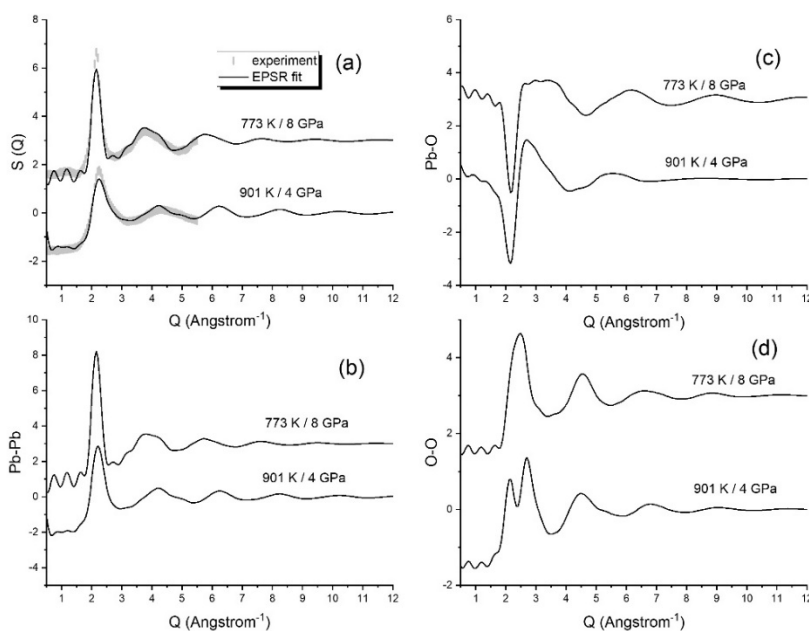 (a)
experiment
EPSR fit
773 K / 8 GPa
901 K / 4 GPa
S (Q)
8
6
4
2
0
-2
1 2 3 4 5 6 7 8 9 10 11 12
Q (Angstrom-1)
(b)
773 K / 8 GPa
901 K / 4 GPa
Pb-Pb
10
8
6
4
2
0
-2
-4
1 2 3 4 5 6 7 8 9 10 11 12
Q (Angstrom-1)
(c)
773 K / 8 GPa
901 K / 4 GPa
Pb-O
6
4
2
0
-2
-4
1 2 3 4 5 6 7 8 9 10 11 12
Q (Angstrom-1)
(d)
773 K / 8 GPa
901 K / 4 GPa
O-O
4
2
0
-2
1 2 3 4 5 6 7 8 9 10 11 12
Q (Angstrom-1)